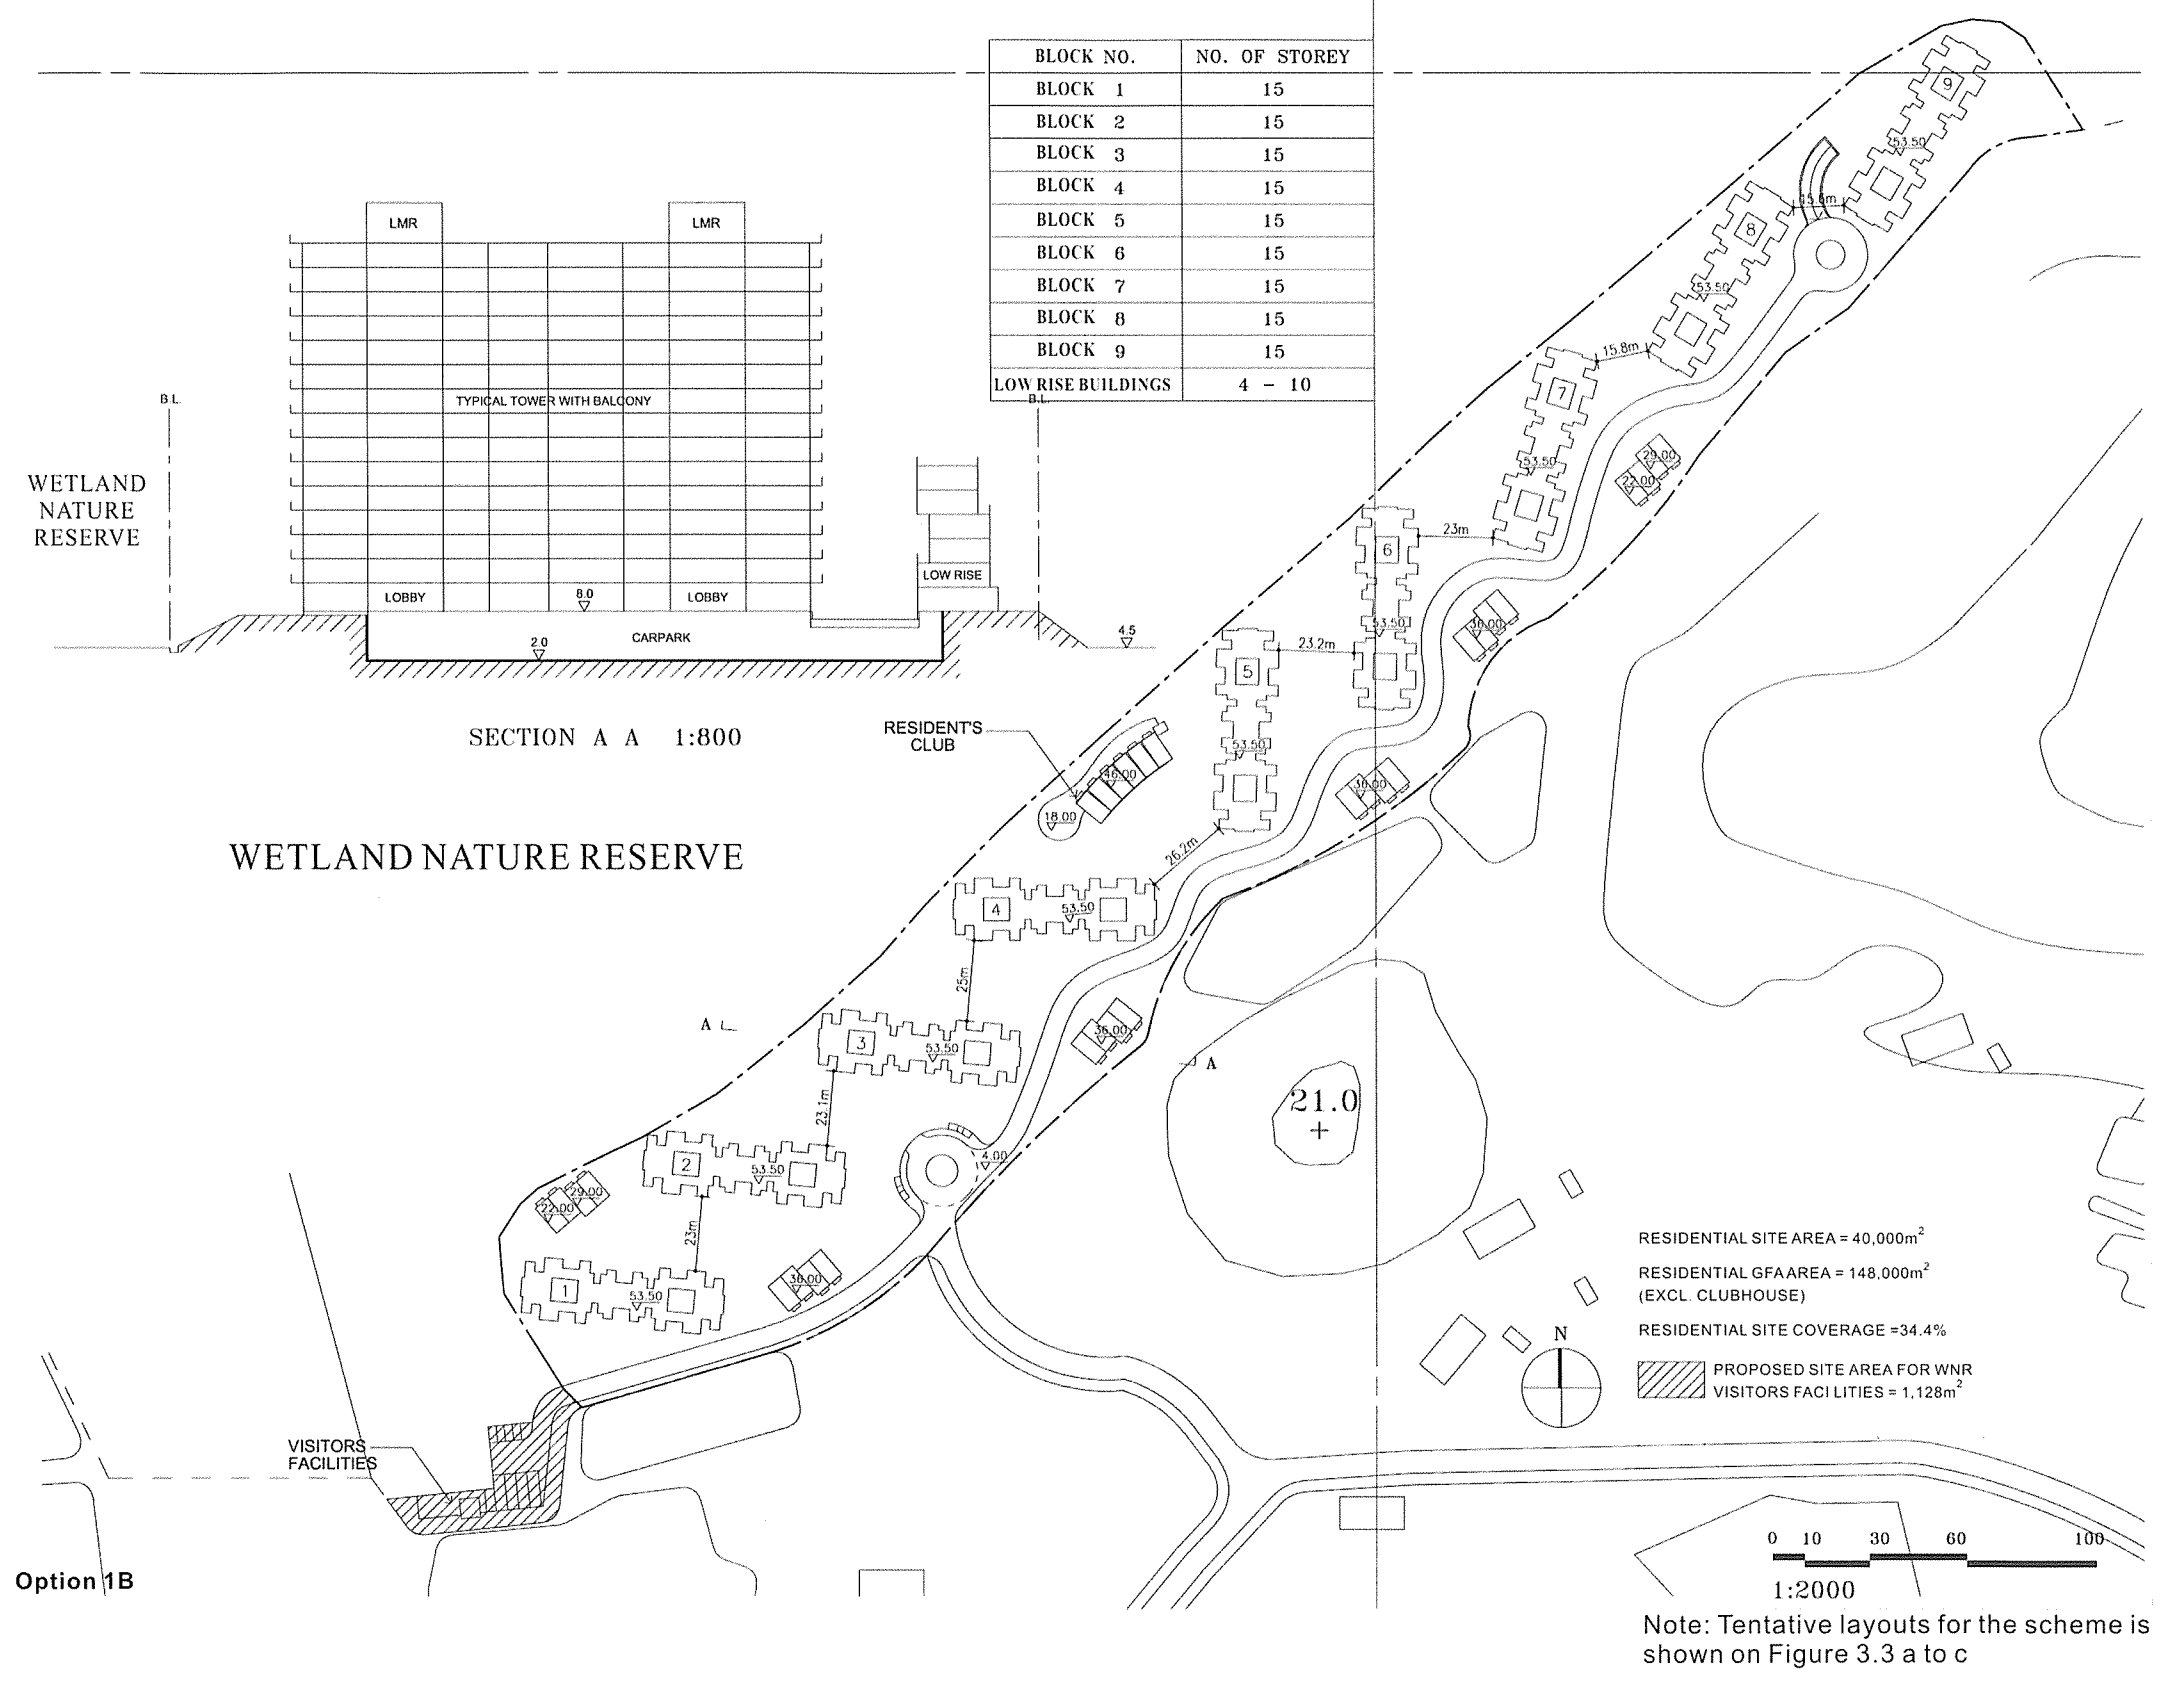 BLOCK NO. NO. OF STOREY
BLOCK 1 15
BLOCK 2 15
BLOCK 3 15
BLOCK 4 15
BLOCK 5 15
BLOCK 6 15
BLOCK 7 15
BLOCK 8 15
BLOCK 9 15
LOW RISE BUILDINGS 4 - 10
LMR LMR
B.L.
TYPICAL TOWER WITH BALCONY
B.L.
WETLAND
NATURE
RESERVE
LOW RISE
LOBBY
8.0
LOBBY
2.0
CARPARK
4.5
SECTION A A 1:800
WETLAND NATURE RESERVE
9
53.50
15.6m
8
53.50
15.8m
7
53.50
29.00
22.00
23m
6
53.50
36.00
23.2m
5
53.50
36.00
RESIDENT'S
CLUB
46.00
18.00
26.2m
4
53.50
25m
A
3
53.50
36.00
A
21.0
23.1m
2
53.50
4.00
29.00
22.00
23m
1
53.50
36.00
RESIDENTIAL SITE AREA = 40,000m2
RESIDENTIAL GFA AREA = 148,000m2
(EXCL. CLUBHOUSE)
RESIDENTIAL SITE COVERAGE =34.4%
N
PROPOSED SITE AREA FOR WNR
VISITORS FACILITIES = 1,128m2
VISITORS
FACILITIES
0 10 30 60 100
1:2000
Option 1B
Note: Tentative layouts for the scheme is
shown on Figure 3.3 a to c